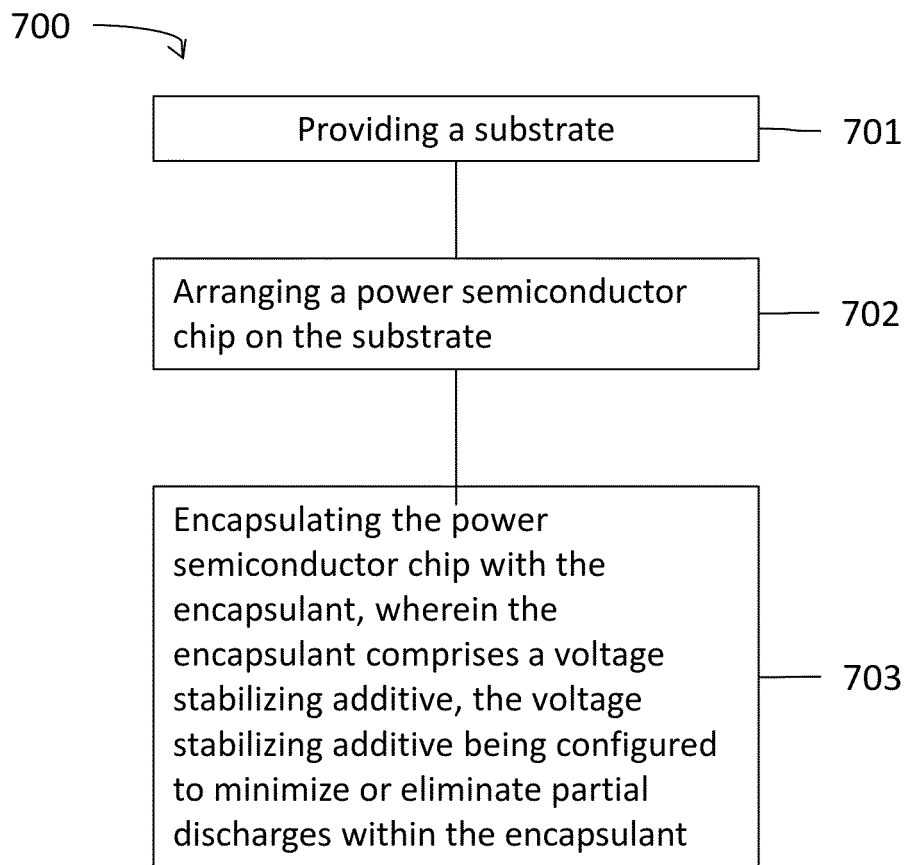 700
Providing a substrate
701
Arranging a power semiconductor
chip on the substrate
702
Encapsulating the power
semiconductor chip with the
encapsulant, wherein the
encapsulant comprises a voltage
stabilizing additive, the voltage
stabilizing additive being configured
to minimize or eliminate partial
discharges within the encapsulant
703